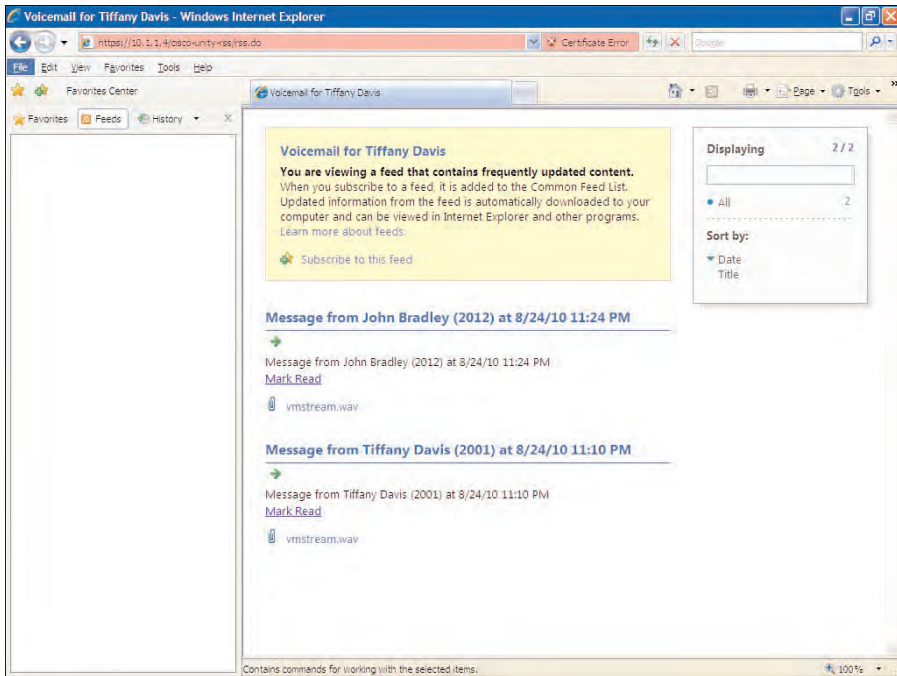 Voicemail for Tiffany Davis - Windows Internet Explorer
https://10.1.1.4/cisco-unity-rss/rss.do
Certificate Error
Google
File Edit View Favorites Tools Help
Favorites Center
Voicemail for Tiffany Davis
Page
Tools
Favorites
Feeds
History
Voicemail for Tiffany Davis
You are viewing a feed that contains frequently updated content.
When you subscribe to a feed, it is added to the Common Feed List.
Updated information from the feed is automatically downloaded to your
computer and can be viewed in Internet Explorer and other programs.
Learn more about feeds.
Subscribe to this feed
Displaying 2 / 2
All 2
Sort by:
Date
Title
Message from John Bradley (2012) at 8/24/10 11:24 PM
Message from John Bradley (2012) at 8/24/10 11:24 PM
Mark Read
vmstream.wav
Message from Tiffany Davis (2001) at 8/24/10 11:10 PM
Message from Tiffany Davis (2001) at 8/24/10 11:10 PM
Mark Read
vmstream.wav
Contains commands for working with the selected items.
100%